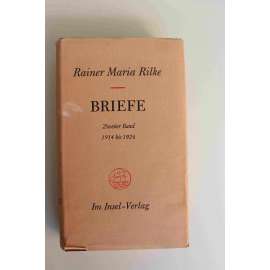 Rainer Maria Rilke
BRIEFE
Zweiter Band
1914 bis 1926
Im Insel-Verlag